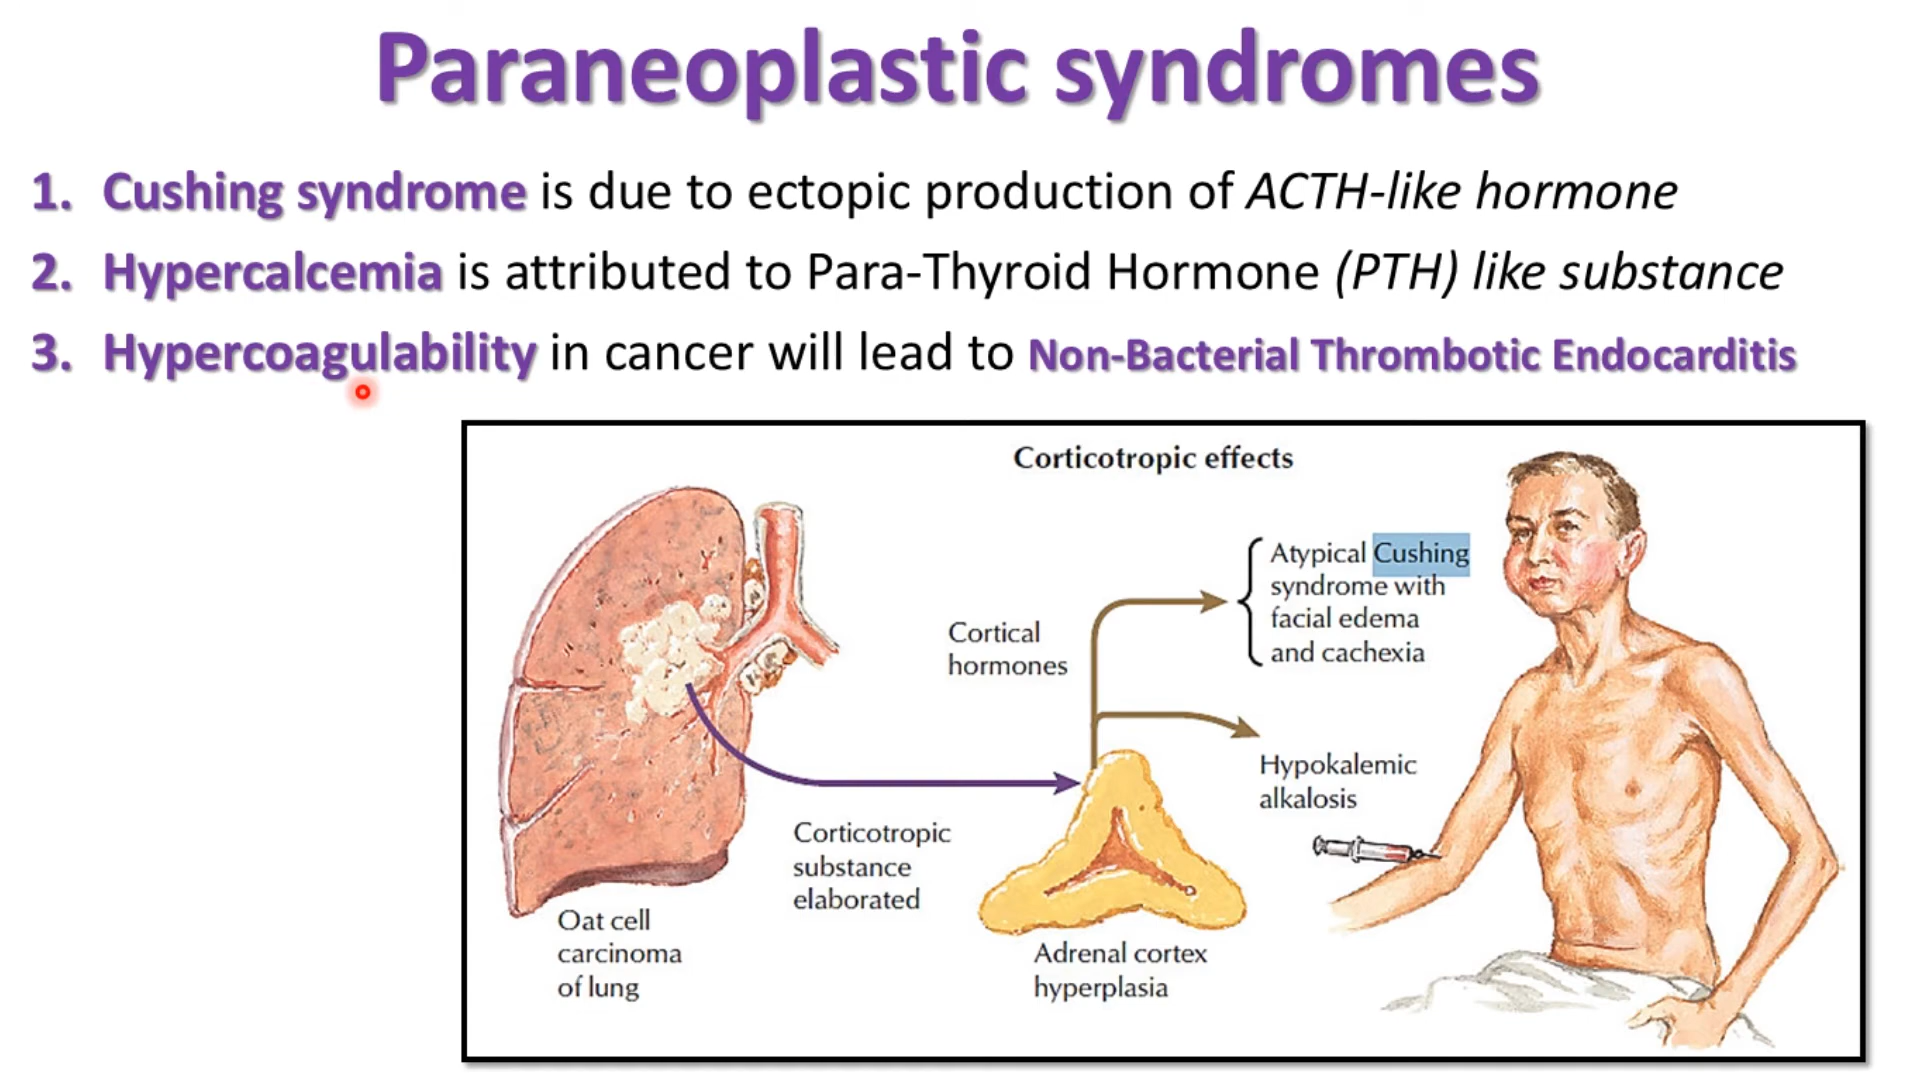 Paraneoplastic syndromes
1. Cushing syndrome is due to ectopic production of ACTH-like hormone
2. Hypercalcemia is attributed to Para-Thyroid Hormone (PTH) like substance
3. Hypercoagulability in cancer will lead to Non-Bacterial Thrombotic Endocarditis
Corticotropic effects
Atypical Cushing
syndrome with
facial edema
and cachexia
Cortical
hormones
Hypokalemic
alkalosis
Corticotropic
substance
elaborated
Oat cell
carcinoma
of lung
Adrenal cortex
hyperplasia